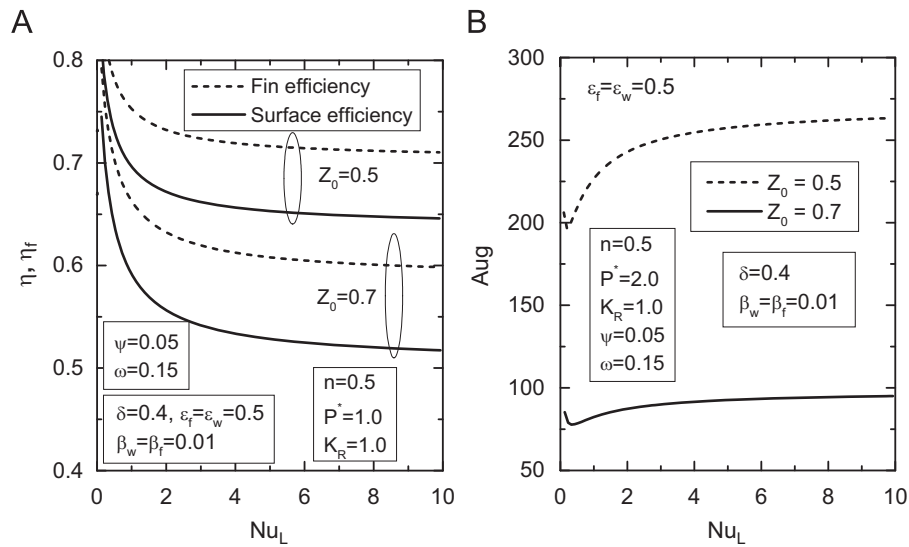 A
0.8
0.7
0.6
0.5
0.4
η, η_f
Fin efficiency
Surface efficiency
Z₀=0.5
Z₀=0.7
ψ=0.05
ω=0.15
δ=0.4, ε_f=ε_w=0.5
β_w=β_f=0.01
n=0.5
P*=1.0
K_R=1.0
0 2 4 6 8 10
Nu_L
B
300
250
200
150
100
50
Aug
ε_f=ε_w=0.5
Z₀ = 0.5
Z₀ = 0.7
n=0.5
P*=2.0
K_R=1.0
ψ=0.05
ω=0.15
δ=0.4
β_w=β_f=0.01
0 2 4 6 8 10
Nu_L